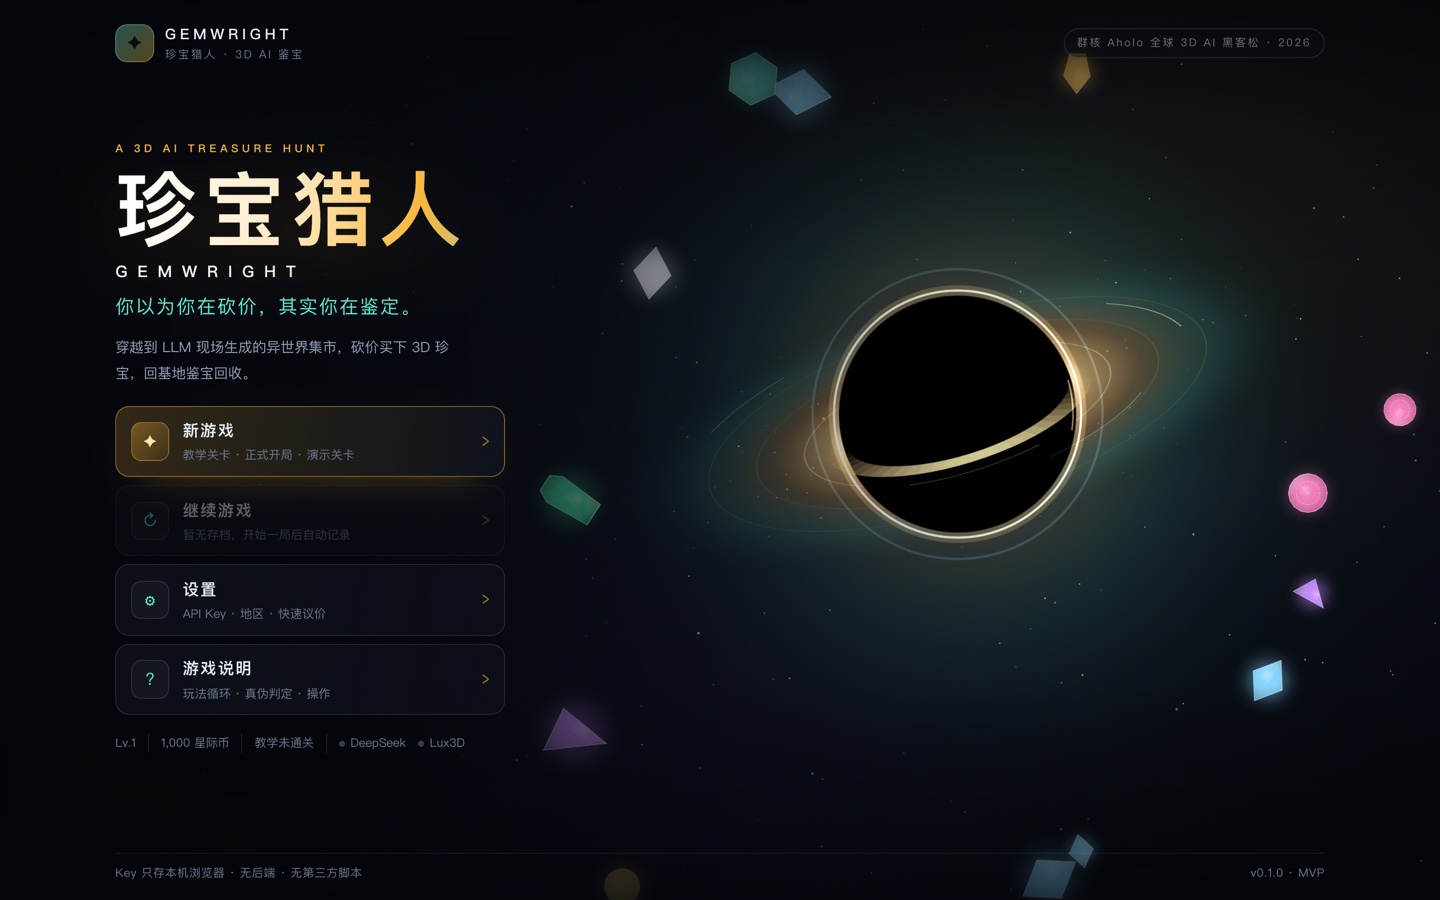 GEMWRIGHT
珍宝猎人 · 3D AI 鉴宝
群核 Aholo 全球 3D AI 黑客松 · 2026
A 3D AI TREASURE HUNT
珍宝猎人
GEMWRIGHT
你以为你在砍价，其实你在鉴定。
穿越到 LLM 现场生成的异世界集市，砍价买下 3D 珍
宝，回基地鉴宝回收。
新游戏
教学关卡 · 正式开局 · 演示关卡
继续游戏
暂无存档，开始一局后自动记录
设置
API Key · 地区 · 快速议价
?
游戏说明
玩法循环 · 真伪判定 · 操作
Lv.1 1,000 星际币 教学未通关 DeepSeek Lux3D
Key 只存本机浏览器 · 无后端 · 无第三方脚本
v0.1.0 · MVP